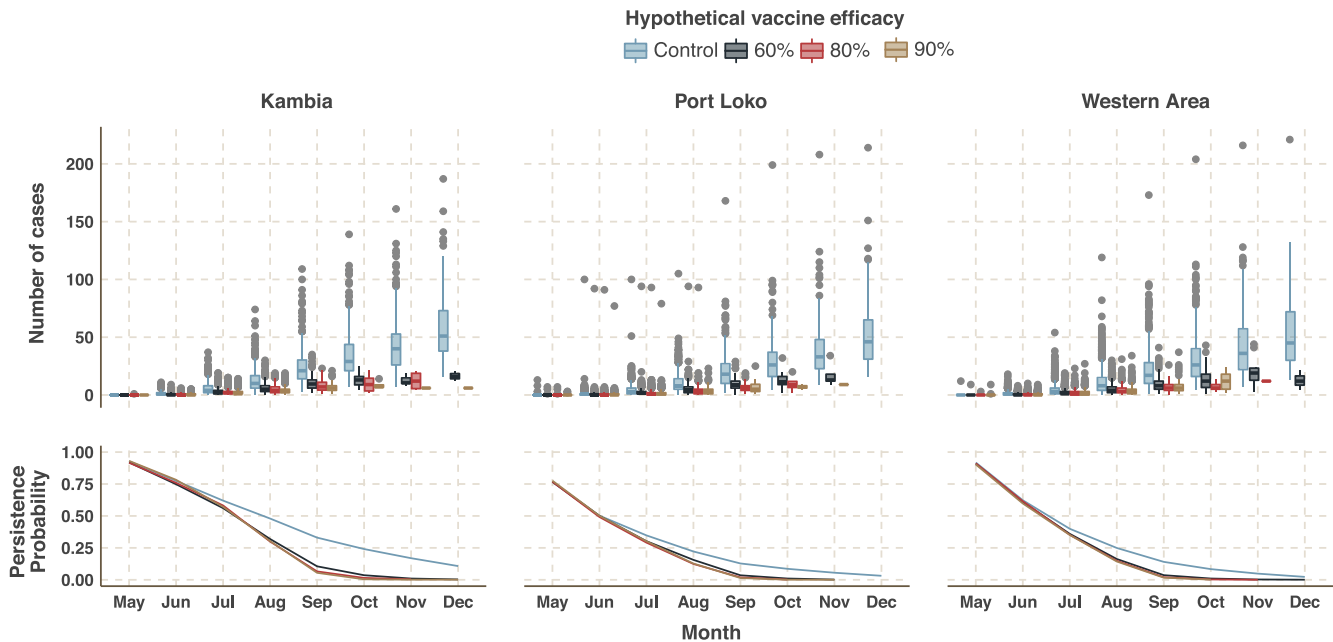 Hypothetical vaccine efficacy
Control 60% 80% 90%
Kambia Port Loko Western Area
Number of cases
200
150
100
50
0
Persistence
Probability
1.00
0.75
0.50
0.25
0.00
May Jun Jul Aug Sep Oct Nov Dec May Jun Jul Aug Sep Oct Nov Dec May Jun Jul Aug Sep Oct Nov Dec
Month